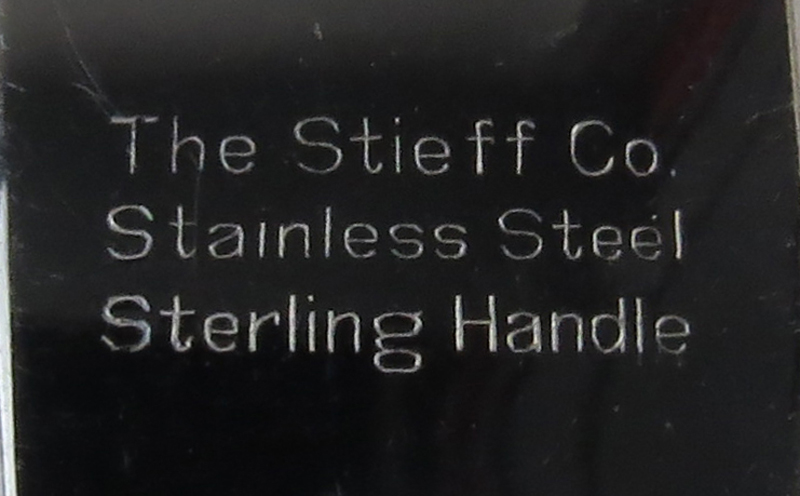 The Stieff Co.
Stainless Steel
Sterling Handle